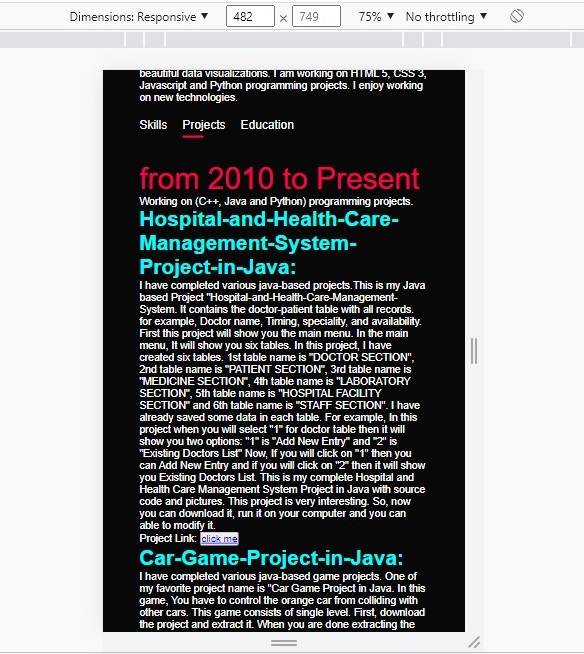 Dimensions: Responsive ▼ 482 × 749 75% ▼ No throttling ▼
beautiful data visualizations. I am working on HTML 5, CSS 3,
Javascript and Python programming projects. I enjoy working
on new technologies.
Skills Projects Education
from 2010 to Present
Working on (C++, Java and Python) programming projects.
Hospital-and-Health-Care-
Management-System-
Project-in-Java:
I have completed various java-based projects.This is my Java
based Project "Hospital-and-Health-Care-Management-
System. It contains the doctor-patient table with all records.
for example, Doctor name, Timing, speciality, and availability.
First this project will show you the main menu. In the main
menu, It will show you six tables. In this project, I have
created six tables. 1st table name is "DOCTOR SECTION",
2nd table name is "PATIENT SECTION", 3rd table name is
"MEDICINE SECTION", 4th table name is "LABORATORY
SECTION", 5th table name is "HOSPITAL FACILITY
SECTION" and 6th table name is "STAFF SECTION". I have
already saved some data in each table. For example, In this
project when you will select "1" for doctor table then it will
show you two options: "1" is "Add New Entry" and "2" is
"Existing Doctors List" Now, If you will click on "1" then you
can Add New Entry and if you will click on "2" then it will show
you Existing Doctors List. This is my complete Hospital and
Health Care Management System Project in Java with source
code and pictures. This project is very interesting. So, now
you can download it, run it on your computer and you can
able to modify it.
Project Link: click me
Car-Game-Project-in-Java:
I have completed various java-based game projects. One of
my favorite project name is "Car Game Project in Java. In this
game, You have to control the orange car from colliding with
other cars. This game consists of single level. First, download
the project and extract it. When you are done extracting the